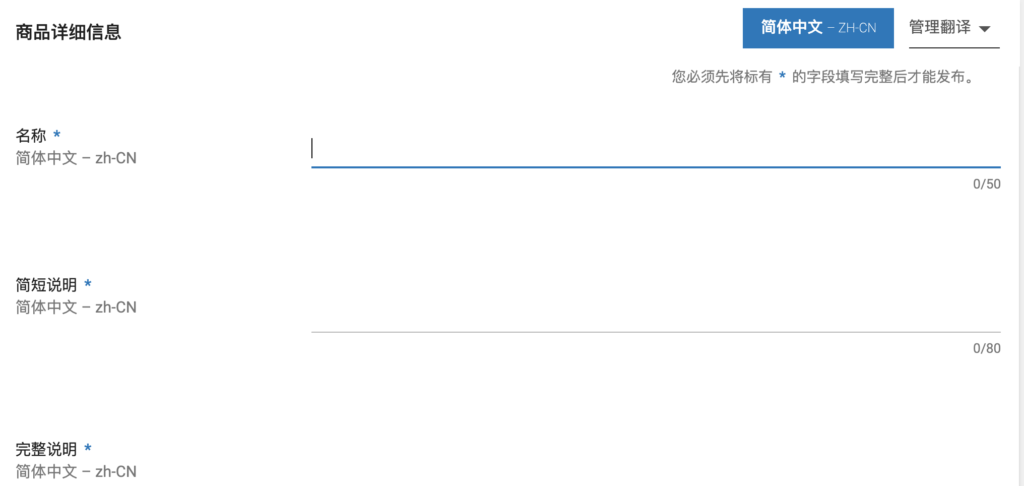 商品详细信息
简体中文 – ZH-CN 管理翻译
您必须先将标有 * 的字段填写完整后才能发布。
名称 *
简体中文 – zh-CN
0/50
简短说明 *
简体中文 – zh-CN
0/80
完整说明 *
简体中文 – zh-CN